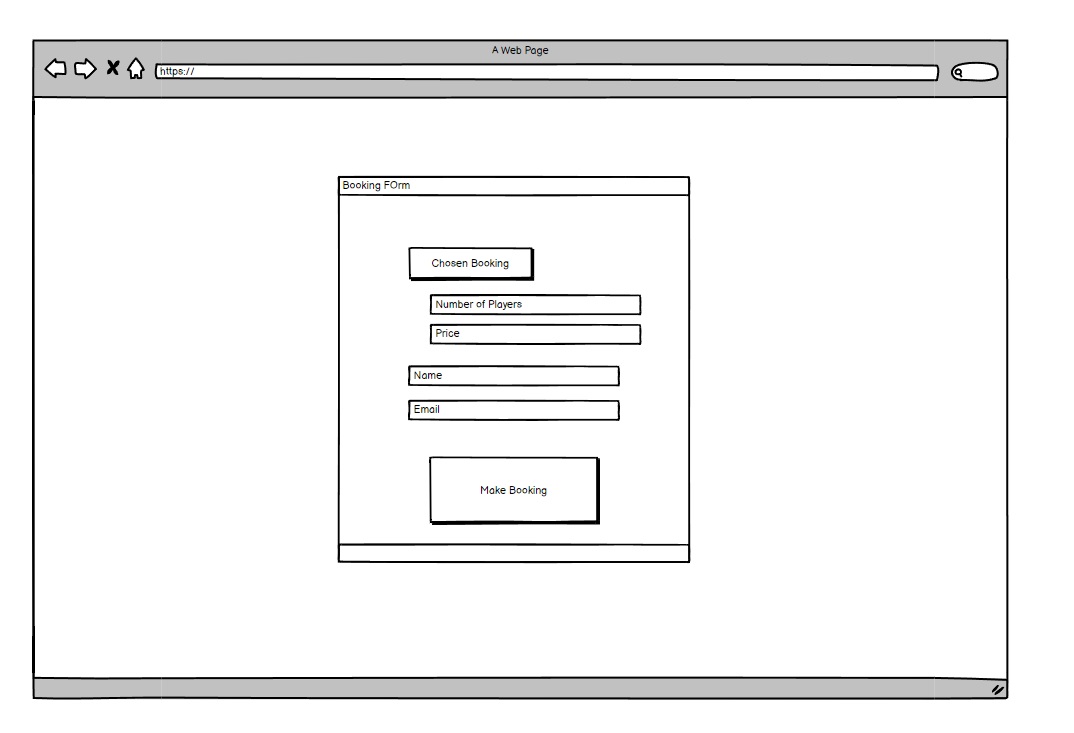 A Web Page
https://
Booking FOrm
Chosen Booking
Number of Players
Price
Name
Email
Make Booking